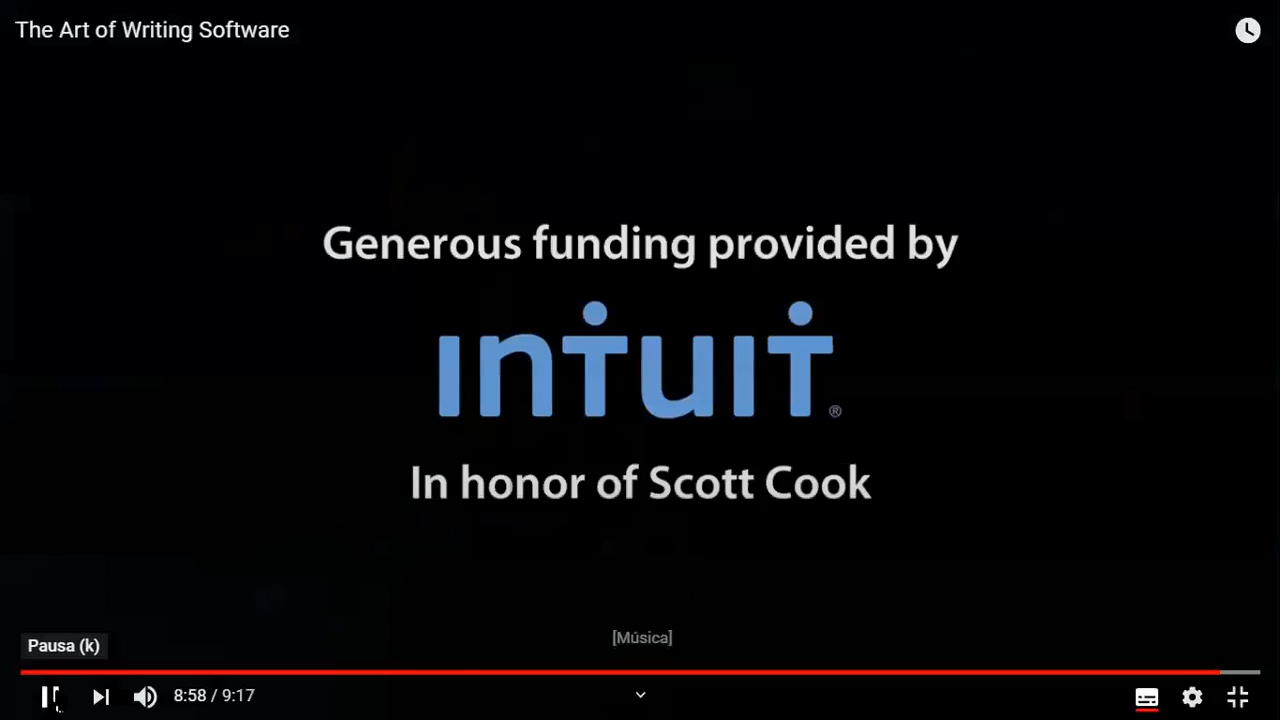 The Art of Writing Software
Generous funding provided by
intuit®
In honor of Scott Cook
[Música]
Pausa (k)
8:58 / 9:17